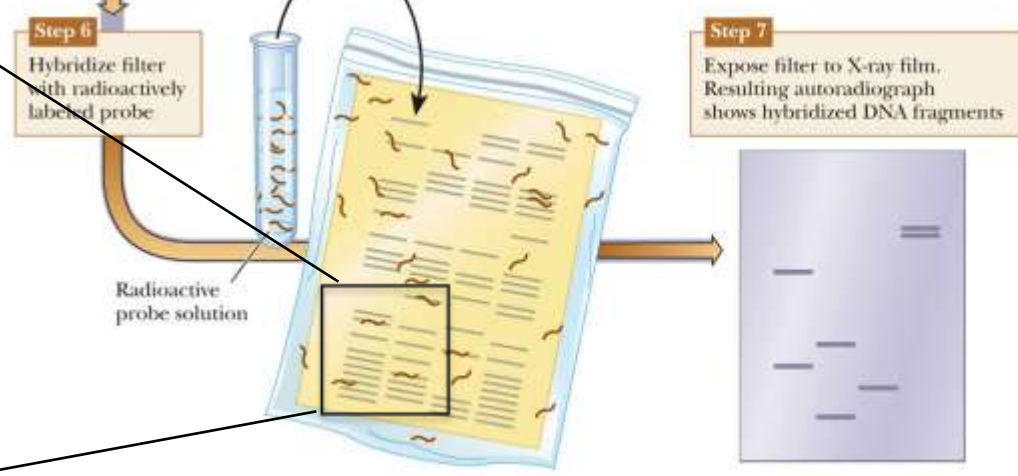 Step 6
Hybridize filter
with radioactively
labeled probe
Radioactive
probe solution
Step 7
Expose filter to X-ray film.
Resulting autoradiograph
shows hybridized DNA fragments